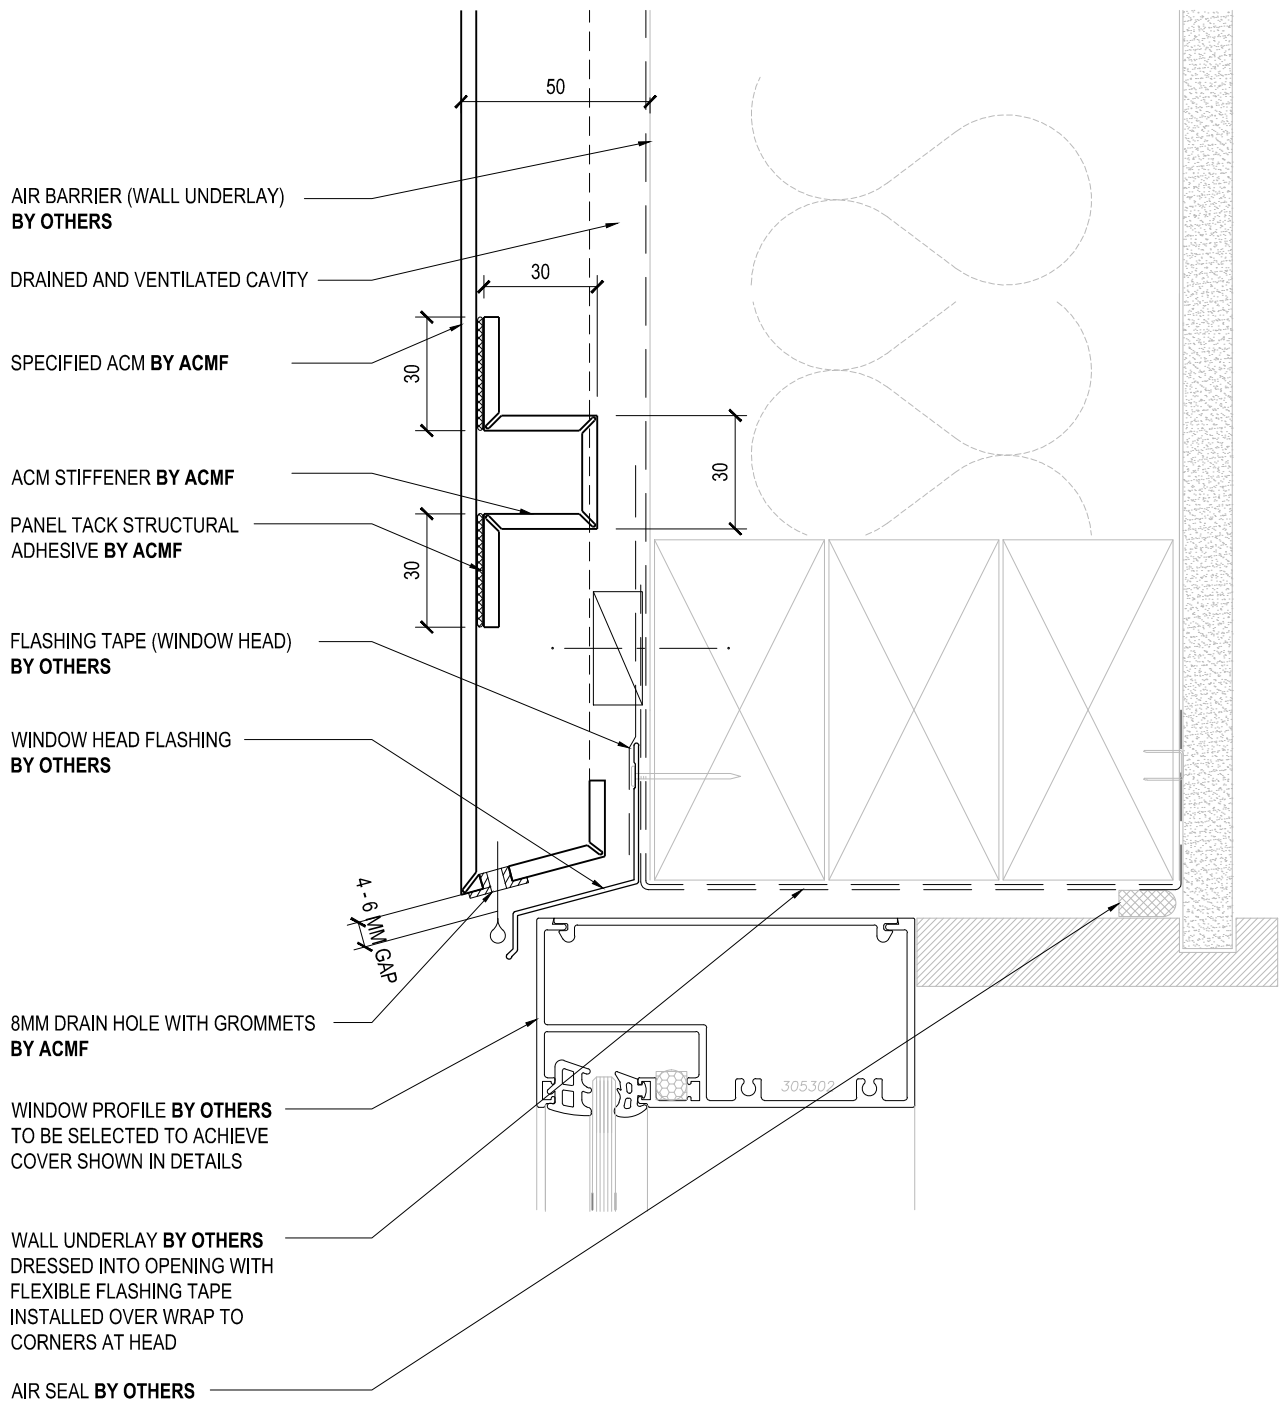 50
AIR BARRIER (WALL UNDERLAY)
BY OTHERS
DRAINED AND VENTILATED CAVITY
30
SPECIFIED ACM BY ACMF
30
ACM STIFFENER BY ACMF
30
PANEL TACK STRUCTURAL
ADHESIVE BY ACMF
30
FLASHING TAPE (WINDOW HEAD)
BY OTHERS
WINDOW HEAD FLASHING
BY OTHERS
4 - 6 MM GAP
8MM DRAIN HOLE WITH GROMMETS
BY ACMF
305302
WINDOW PROFILE BY OTHERS
TO BE SELECTED TO ACHIEVE
COVER SHOWN IN DETAILS
WALL UNDERLAY BY OTHERS
DRESSED INTO OPENING WITH
FLEXIBLE FLASHING TAPE
INSTALLED OVER WRAP TO
CORNERS AT HEAD
AIR SEAL BY OTHERS